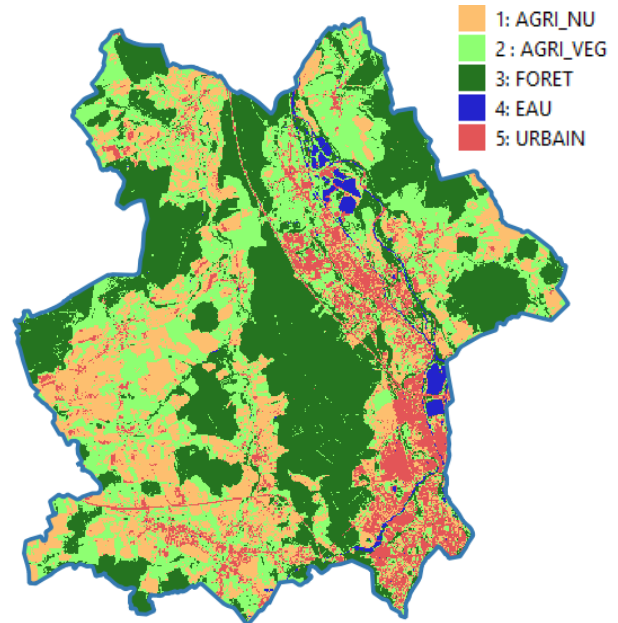 1: AGRI_NU
2 : AGRI_VEG
3: FORET
4: EAU
5: URBAIN